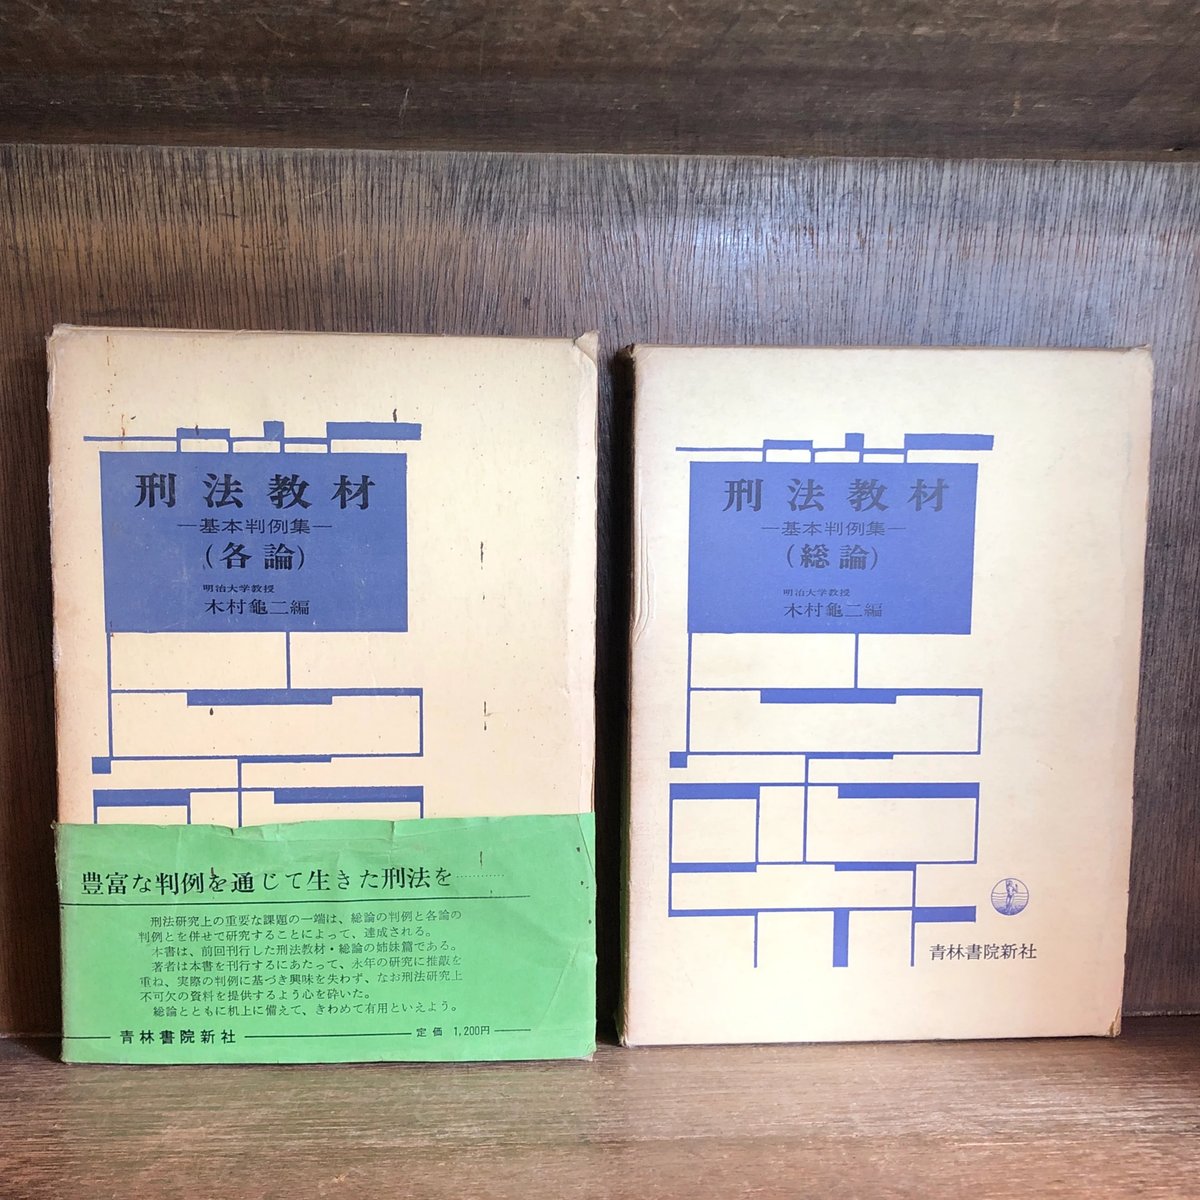 刑法教材
―基本判例集―
(各論)
明治大学教授
木村龜二編
豊富な判例を通じて生きた刑法を…………
刑法研究上の重要な課題の一端は、総論の判例と各論の
判例とを併せて研究することによって、達成される。
本書は、前回刊行した刑法教材・総論の姉妹篇である。
著者は本書を刊行するにあたって、永年の研究に推敲を
重ね、実際の判例に基づき興味を失わず、なお刑法研究上
不可欠の資料を提供するよう心を砕いた。
総論とともに机上に備えて、きわめて有用といえよう。
青林書院新社
定価 1,200円
刑法教材
―基本判例集―
(総論)
明治大学教授
木村龜二編
青林書院新社